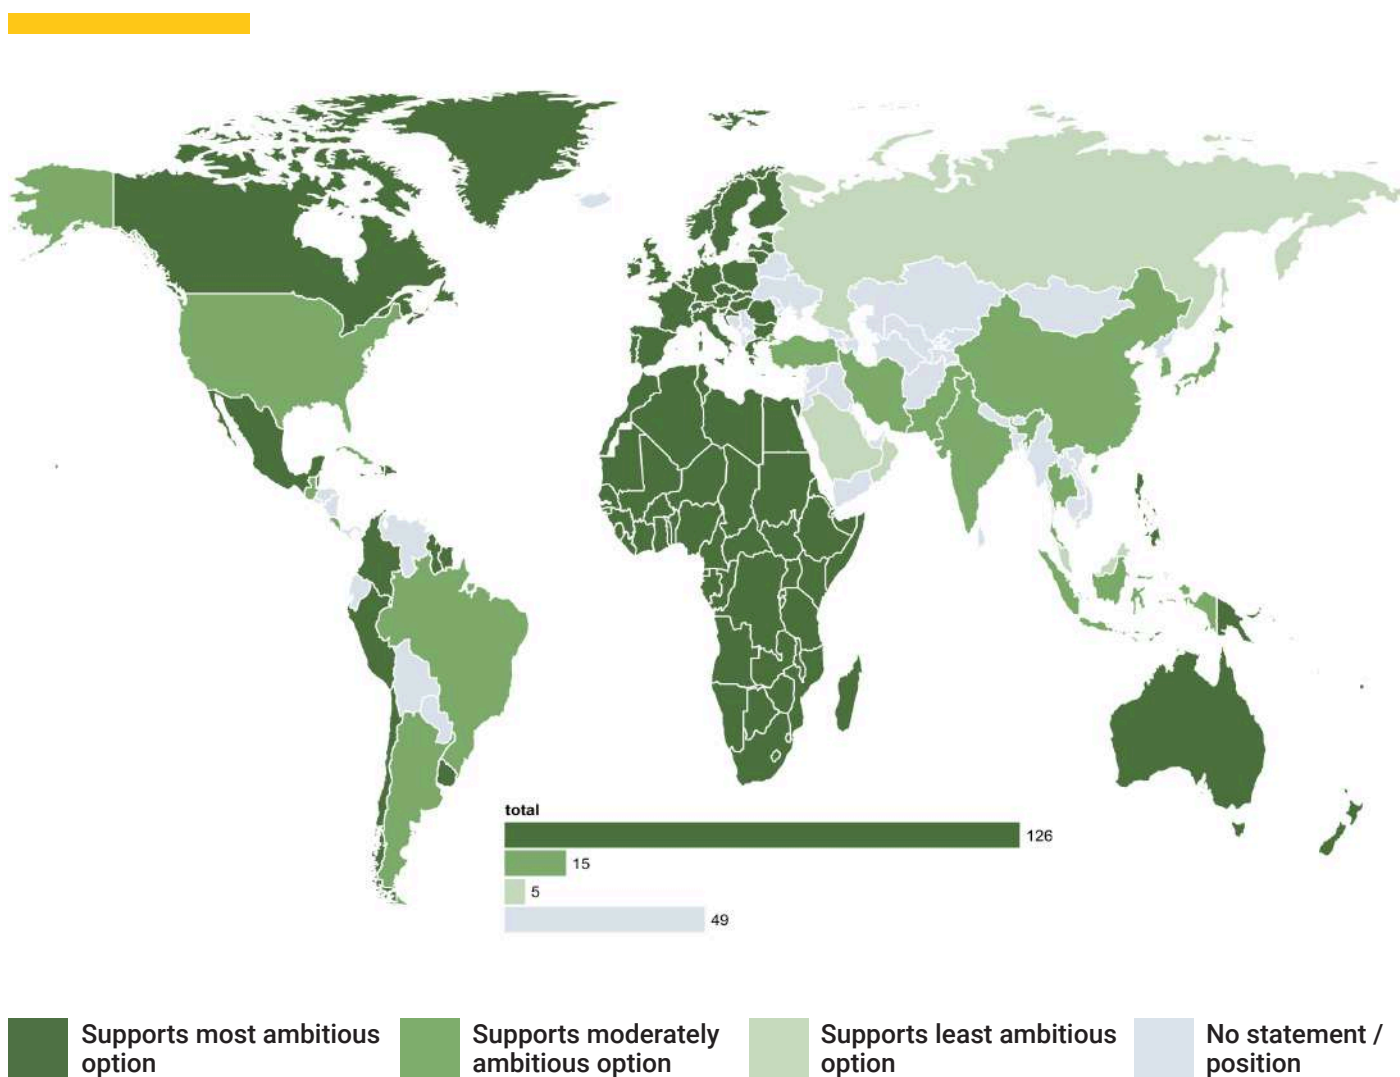 total
126
15
5
49
Supports most ambitious
option
Supports moderately
ambitious option
Supports least ambitious
option
No statement /
position